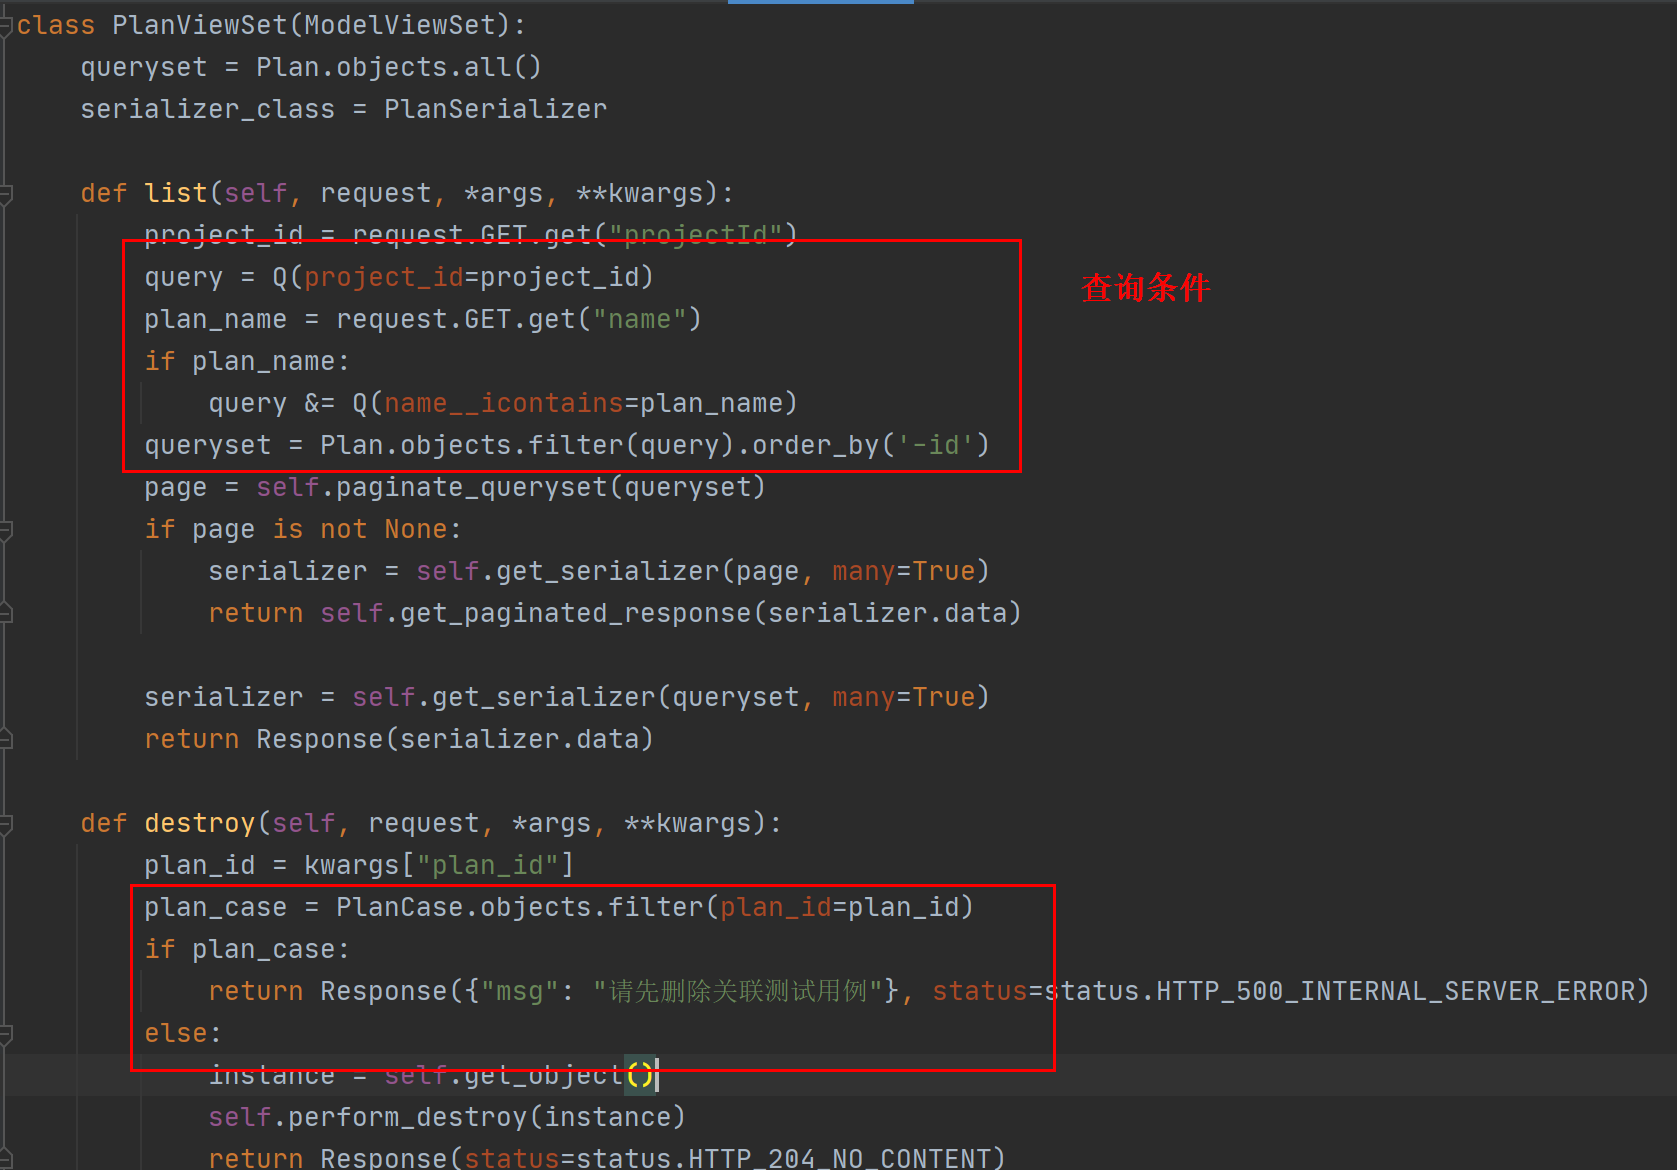 class PlanViewSet(ModelViewSet):
    queryset = Plan.objects.all()
    serializer_class = PlanSerializer

    def list(self, request, *args, **kwargs):
        project_id = request.GET.get("projectId")
        query = Q(project_id=project_id)
查询条件
        plan_name = request.GET.get("name")
        if plan_name:
            query &= Q(name__icontains=plan_name)
        queryset = Plan.objects.filter(query).order_by('-id')
        page = self.paginate_queryset(queryset)
        if page is not None:
            serializer = self.get_serializer(page, many=True)
            return self.get_paginated_response(serializer.data)

        serializer = self.get_serializer(queryset, many=True)
        return Response(serializer.data)

    def destroy(self, request, *args, **kwargs):
        plan_id = kwargs["plan_id"]
        plan_case = PlanCase.objects.filter(plan_id=plan_id)
        if plan_case:
            return Response({"msg": "请先删除关联测试用例"}, status=status.HTTP_500_INTERNAL_SERVER_ERROR)
        else:
            instance = self.get_object()
            self.perform_destroy(instance)
            return Response(status=status.HTTP_204_NO_CONTENT)